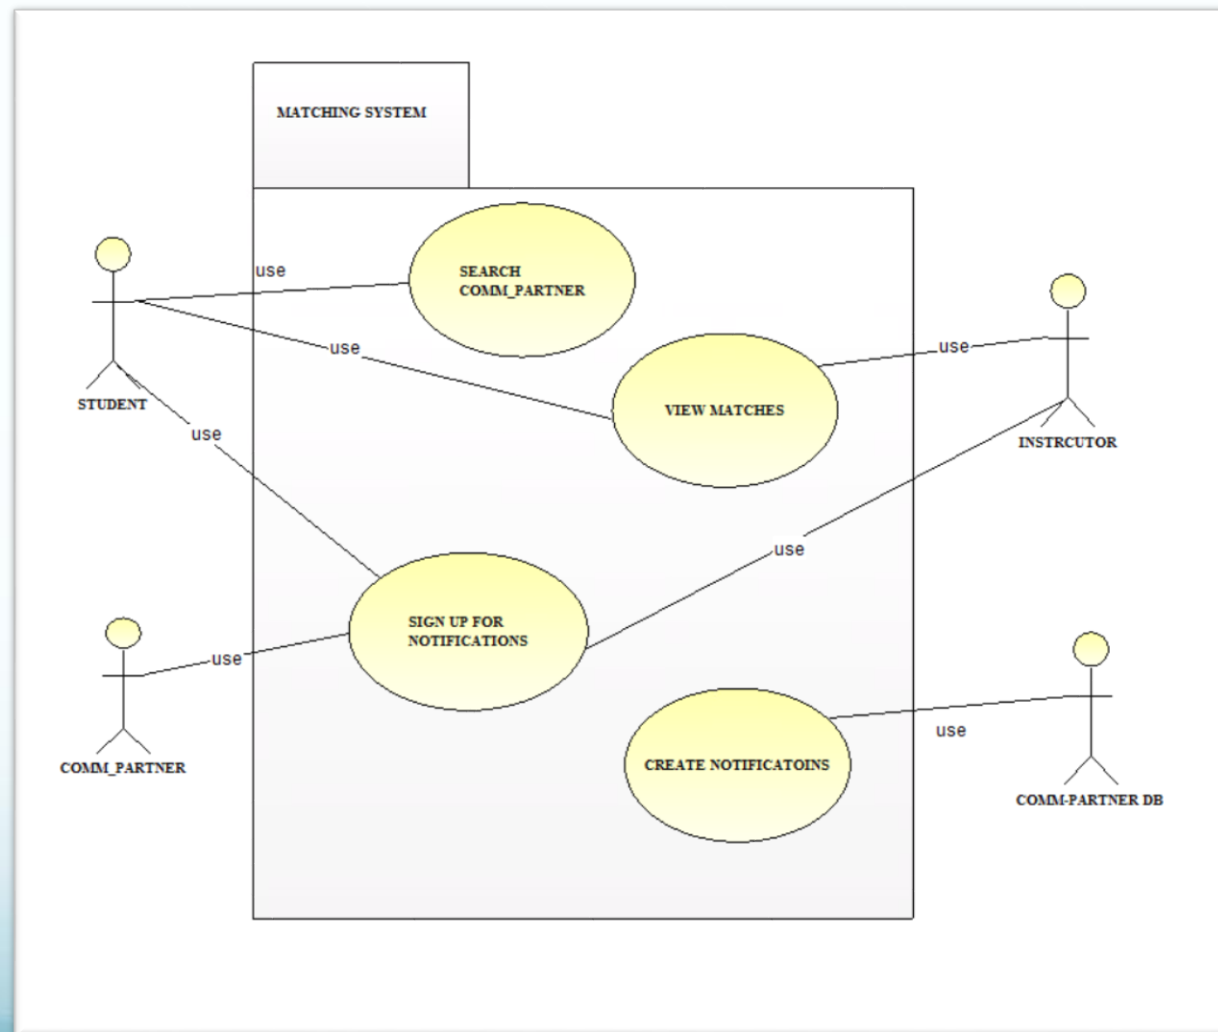 MATCHING SYSTEM
use
SEARCH
COMM_PARTNER
use
use
VIEW MATCHES
STUDENT
use
INSTRCUTOR
use
SIGN UP FOR
NOTIFICATIONS
use
COMM_PARTNER
use
CREATE NOTIFICATOINS
COMM-PARTNER DB